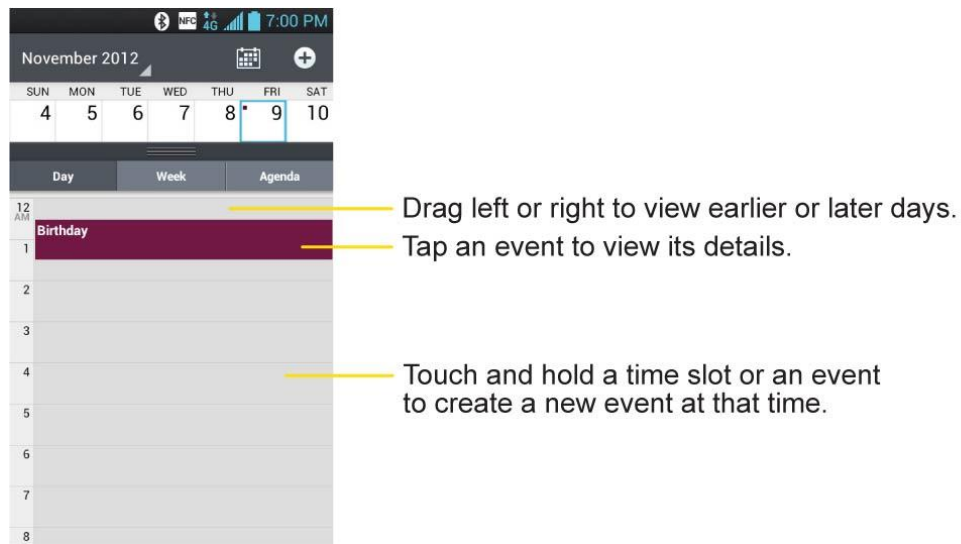 NFC 4G 7:00 PM
November 2012
SUN MON TUE WED THU FRI SAT
4 5 6 7 8 9 10
Day Week Agenda
12
AM
Birthday
1
2
3
4
5
6
7
8
Drag left or right to view earlier or later days.
Tap an event to view its details.
Touch and hold a time slot or an event
to create a new event at that time.